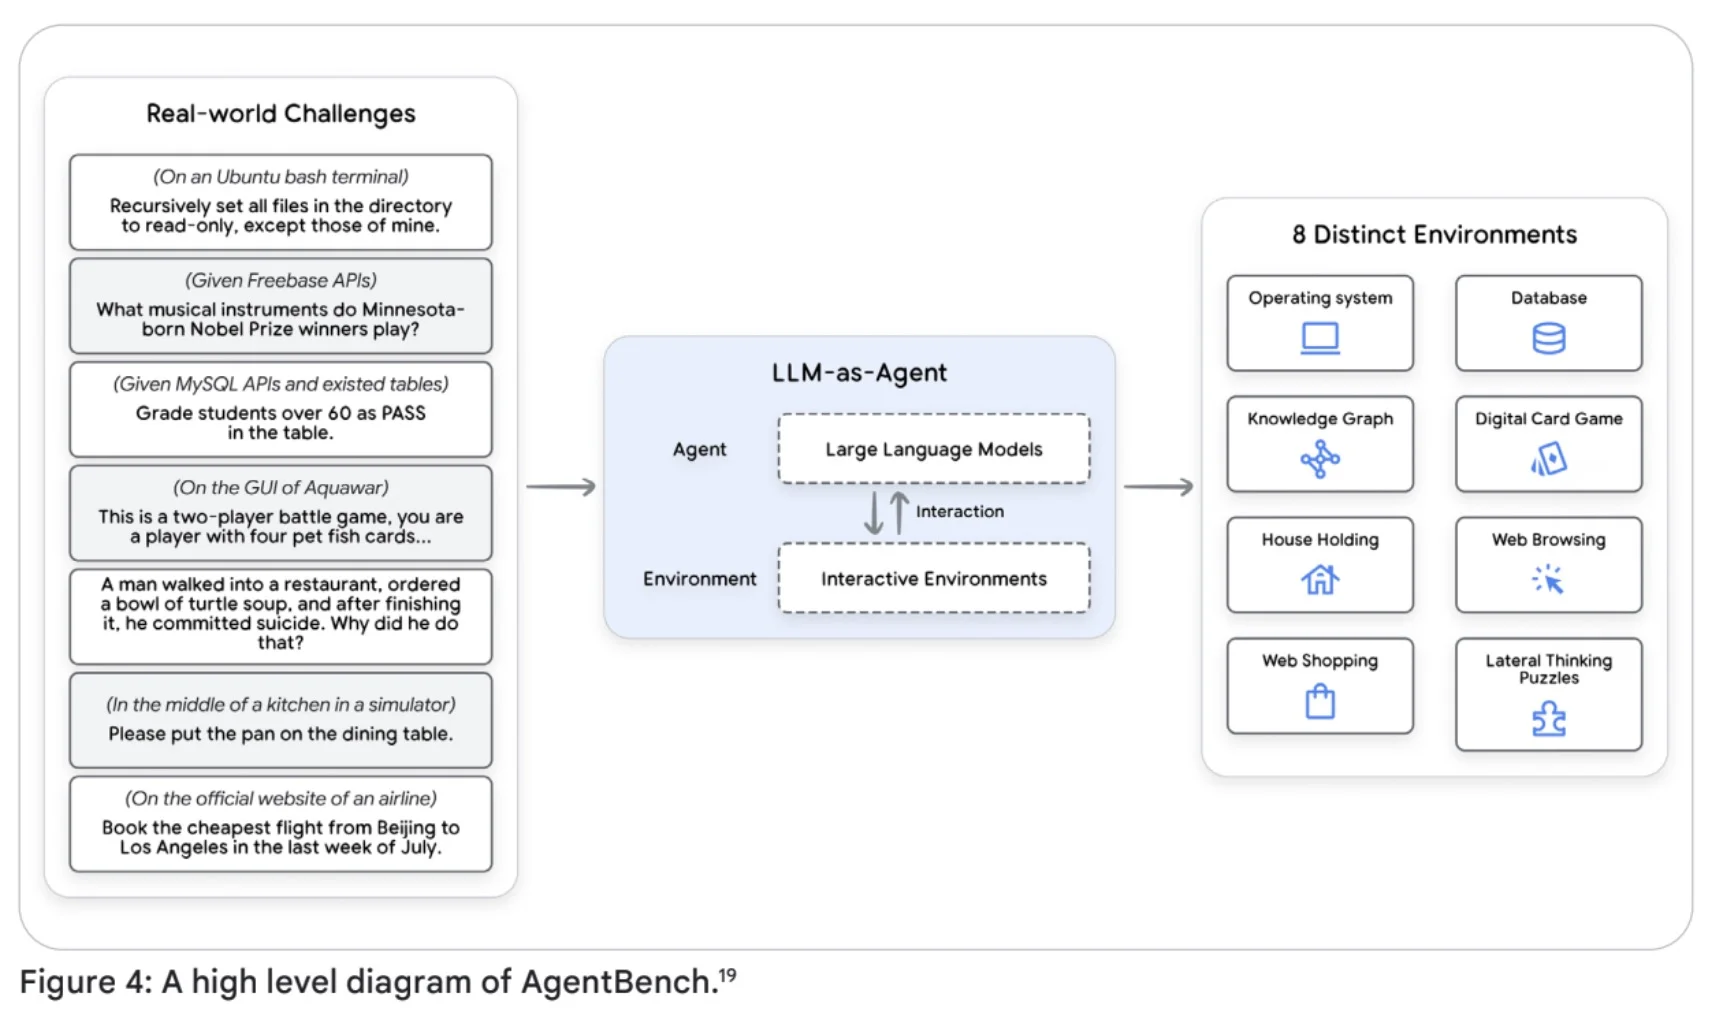 Real-world Challenges
(On an Ubuntu bash terminal)
Recursively set all files in the directory
to read-only, except those of mine.
(Given Freebase APIs)
What musical instruments do Minnesota-
born Nobel Prize winners play?
(Given MySQL APIs and existed tables)
Grade students over 60 as PASS
in the table.
(On the GUI of Aquawar)
This is a two-player battle game, you are
a player with four pet fish cards...
A man walked into a restaurant, ordered
a bowl of turtle soup, and after finishing
it, he committed suicide. Why did he do
that?
(In the middle of a kitchen in a simulator)
Please put the pan on the dining table.
(On the official website of an airline)
Book the cheapest flight from Beijing to
Los Angeles in the last week of July.
LLM-as-Agent
Agent
Large Language Models
Interaction
Environment
Interactive Environments
8 Distinct Environments
Operating system
Database
Knowledge Graph
Digital Card Game
House Holding
Web Browsing
Web Shopping
Lateral Thinking
Puzzles
Figure 4: A high level diagram of AgentBench.¹⁹